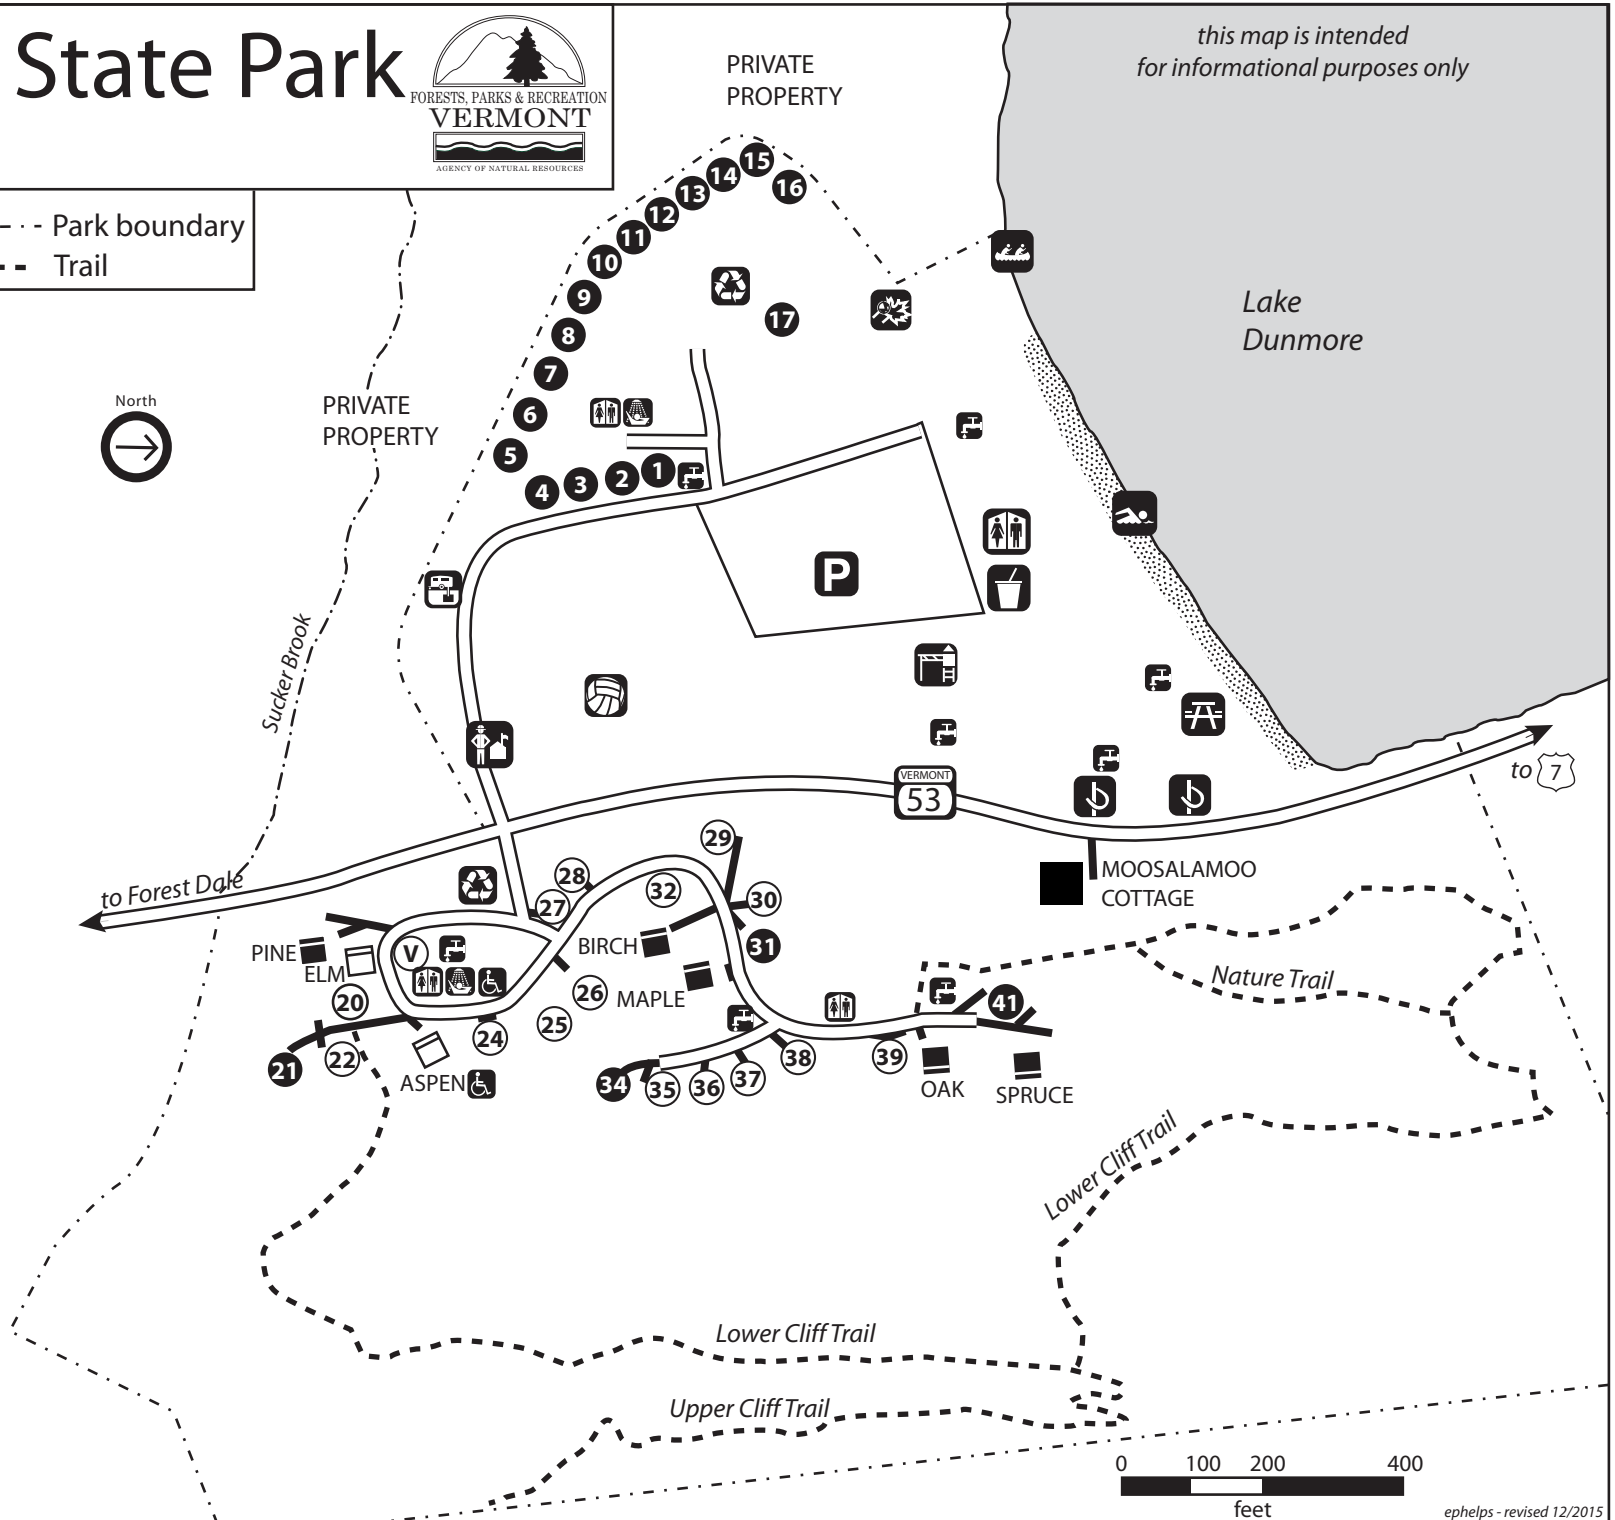 State Park
FORESTS, PARKS & RECREATION
VERMONT
AGENCY OF NATURAL RESOURCES
this map is intended
for informational purposes only
PRIVATE
PROPERTY
Park boundary
Trail
15
14
16
13
12
11
10
9
17
8
7
6
5
4
3
2
1
Lake
Dunmore
North
PRIVATE
PROPERTY
P
Sucker Brook
VERMONT
53
to 7
to Forest Dale
MOOSALAMOO
COTTAGE
29
28
32
27
30
31
BIRCH
MAPLE
PINE
ELM
V
20
26
25
24
21
22
ASPEN
34
35
36
37
38
39
41
OAK
SPRUCE
Nature Trail
Lower Cliff Trail
Lower Cliff Trail
Upper Cliff Trail
0 100 200 400
feet
ephelps - revised 12/2015